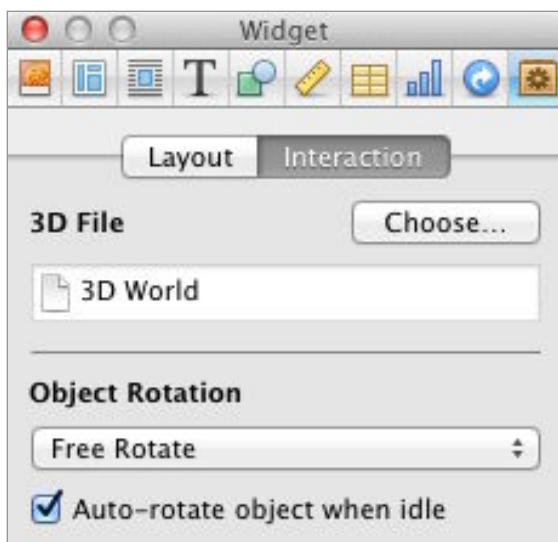 Widget
T
Layout Interaction
3D File Choose...
3D World
Object Rotation
Free Rotate
Auto-rotate object when idle